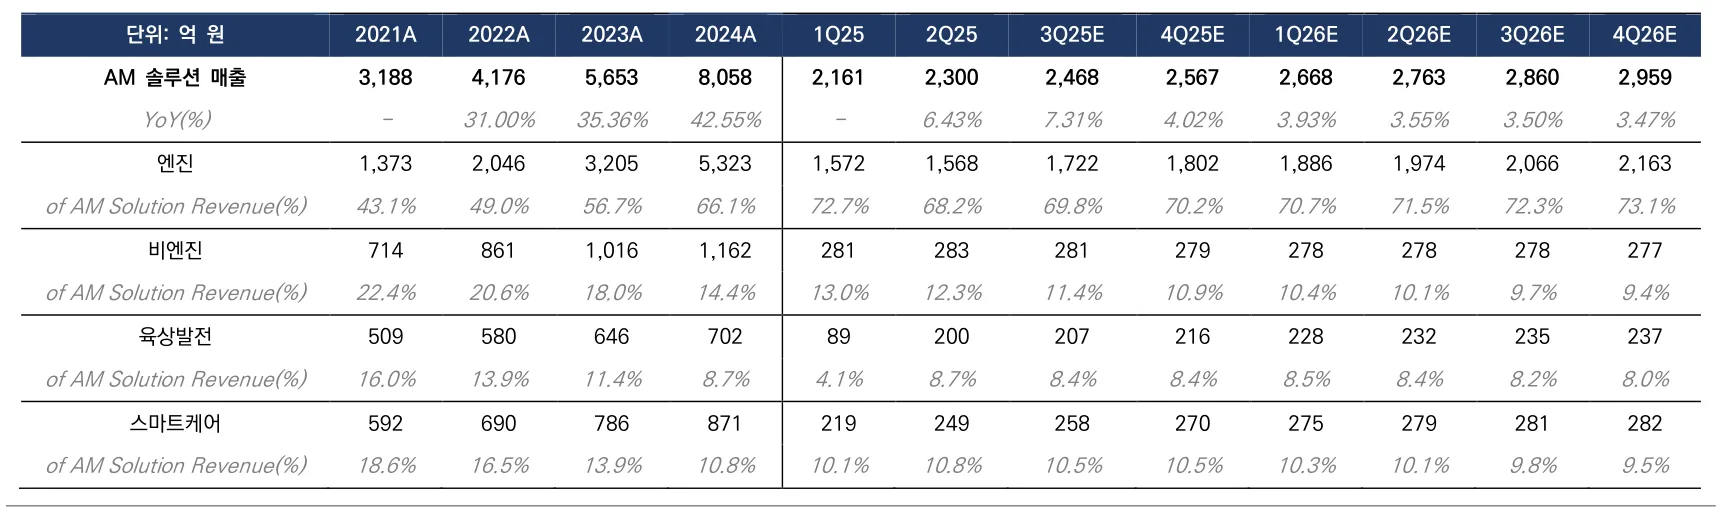 단위: 억 원 2021A 2022A 2023A 2024A 1Q25 2Q25 3Q25E 4Q25E 1Q26E 2Q26E 3Q26E 4Q26E
AM 솔루션 매출 3,188 4,176 5,653 8,058 2,161 2,300 2,468 2,567 2,668 2,763 2,860 2,959
YoY(%) – 31.00% 35.36% 42.55% – 6.43% 7.31% 4.02% 3.93% 3.55% 3.50% 3.47%
엔진 1,373 2,046 3,205 5,323 1,572 1,568 1,722 1,802 1,886 1,974 2,066 2,163
of AM Solution Revenue(%) 43.1% 49.0% 56.7% 66.1% 72.7% 68.2% 69.8% 70.2% 70.7% 71.5% 72.3% 73.1%
비엔진 714 861 1,016 1,162 281 283 281 279 278 278 278 277
of AM Solution Revenue(%) 22.4% 20.6% 18.0% 14.4% 13.0% 12.3% 11.4% 10.9% 10.4% 10.1% 9.7% 9.4%
육상발전 509 580 646 702 89 200 207 216 228 232 235 237
of AM Solution Revenue(%) 16.0% 13.9% 11.4% 8.7% 4.1% 8.7% 8.4% 8.4% 8.5% 8.4% 8.2% 8.0%
스마트케어 592 690 786 871 219 249 258 270 275 279 281 282
of AM Solution Revenue(%) 18.6% 16.5% 13.9% 10.8% 10.1% 10.8% 10.5% 10.5% 10.3% 10.1% 9.8% 9.5%